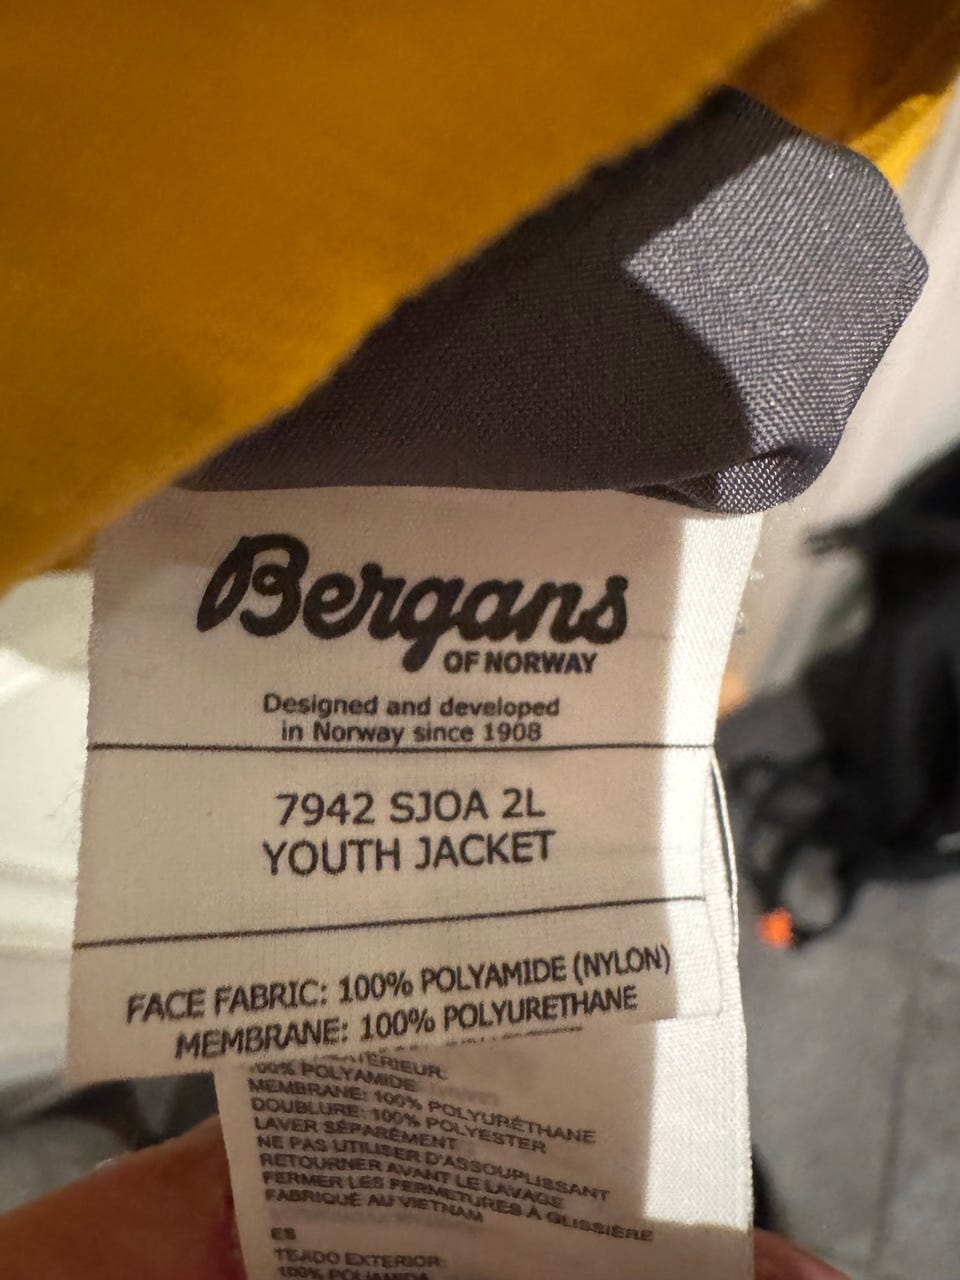 Bergans
OF NORWAY
Designed and developed
in Norway since 1908
7942 SJOA 2L
YOUTH JACKET
FACE FABRIC: 100% POLYAMIDE (NYLON)
MEMBRANE: 100% POLYURETHANE
100% POLYAMIDE
MEMBRANE: 100% POLYURÉTHANE
DOUBLURE: 100% POLYESTER
LAVER SÉPARÉMENT
NE PAS UTILISER D'ASSOUPLISSANT
RETOURNER AVANT LE LAVAGE
FERMER LES FERMETURES À GLISSIÈRE
FABRIQUÉ AU VIETNAM
ES
TEJIDO EXTERIOR:
100% POLIAMIDA